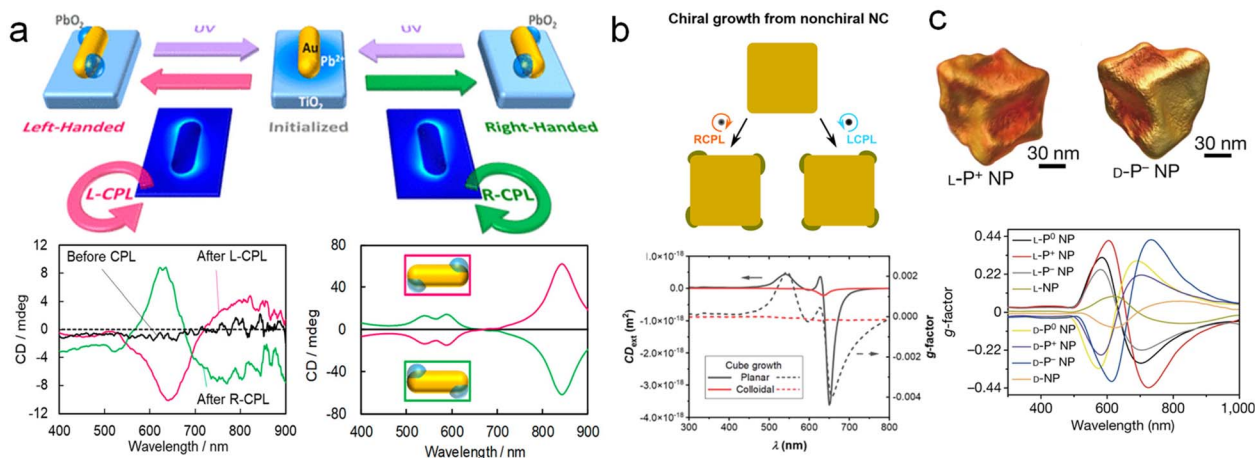 a
PbO₂
UV
Au
Pb²⁺
TiO₂
UV
PbO₂
Left-Handed
Initialized
Right-Handed
L-CPL
R-CPL
12
8
4
0
-4
-8
-12
CD / mdeg
Before CPL
After L-CPL
After R-CPL
400 500 600 700 800 900
Wavelength / nm
80
40
0
-40
-80
CD / mdeg
300 400 500 600 700 800 900
Wavelength / nm
b
Chiral growth from nonchiral NC
RCPL
LCPL
1.0×10⁻¹⁸
0.0
-1.0×10⁻¹⁸
-2.0×10⁻¹⁸
-3.0×10⁻¹⁸
-4.0×10⁻¹⁸
CDext (m²)
0.002
0.000
-0.002
-0.004
g-factor
Cube growth
Planar
Colloidal
300 400 500 600 700 800
λ (nm)
c
30 nm
L-P⁺ NP
30 nm
D-P⁻ NP
0.44
0.22
0
−0.22
−0.44
g-factor
L-P⁰ NP
L-P⁺ NP
L-P⁻ NP
L-NP
D-P⁰ NP
D-P⁺ NP
D-P⁻ NP
D-NP
400 600 800 1,000
Wavelength (nm)